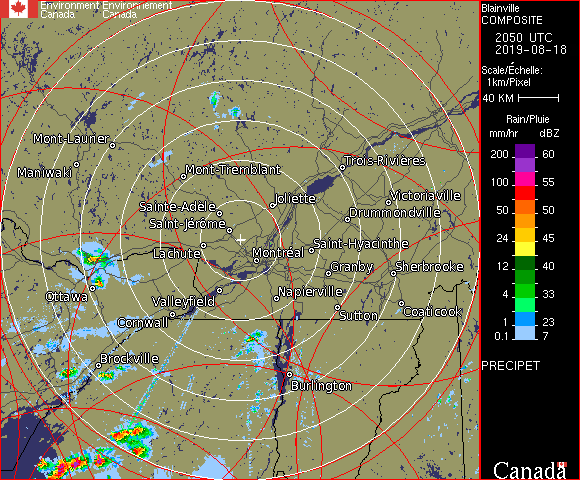 Environment Environnement
Canada Canada
Blainville
COMPOSITE
2050 UTC
2019-08-18
Scale/Échelle:
1km/Pixel
40 KM
Rain/Pluie
mm/hr dBZ
200 60
100 55
50 50
24 45
12 40
4 33
1 23
0.1 7
PRECIPET
Canada
Mont-Laurier
Maniwaki
Mont-Tremblant
Trois-Rivières
Joliette
Victoriaville
Sainte-Adèle
Drummondville
Saint-Jérôme
Lachute
Montréal
Saint-Hyacinthe
Granby
Sherbrooke
Ottawa
Valleyfield
Napierville
Cornwall
Sutton
Coaticook
Brockville
Burlington